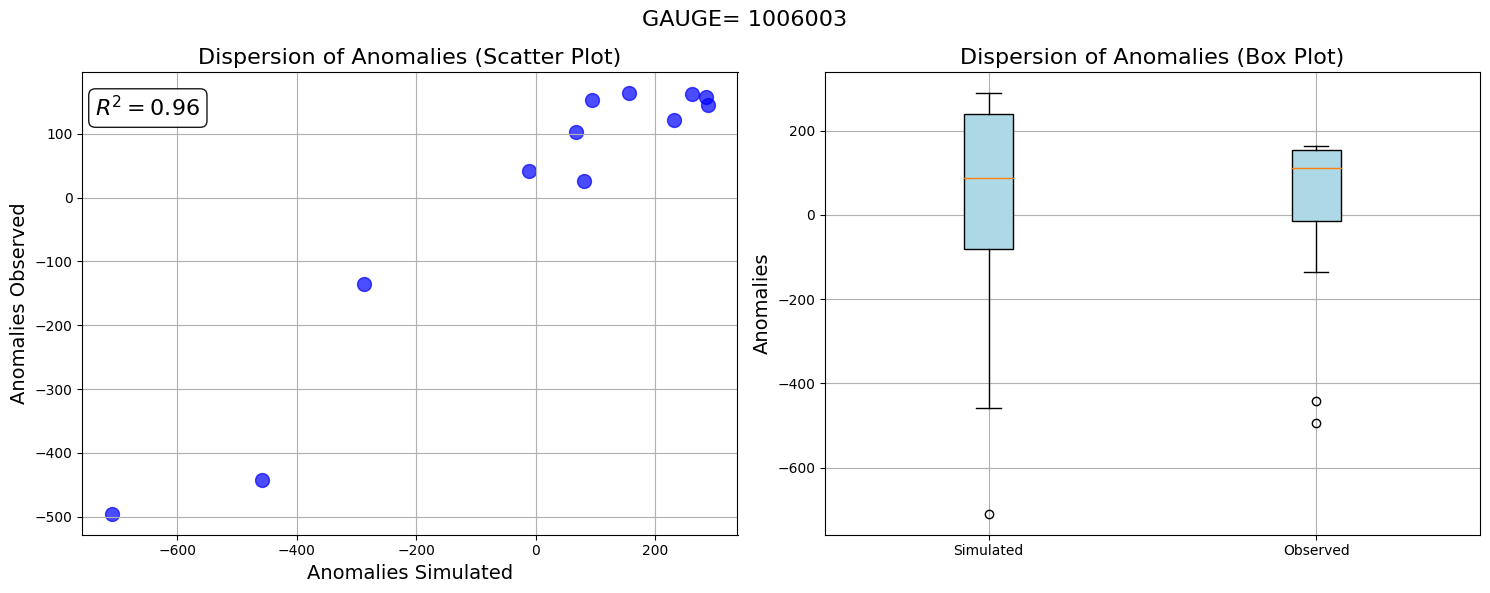 GAUGE= 1006003
Dispersion of Anomalies (Scatter Plot)
R² = 0.96
100
0
−100
−200
−300
−400
−500
Anomalies Observed
−600
−400
−200
0
200
Anomalies Simulated
Dispersion of Anomalies (Box Plot)
200
0
−200
−400
−600
Anomalies
Simulated
Observed